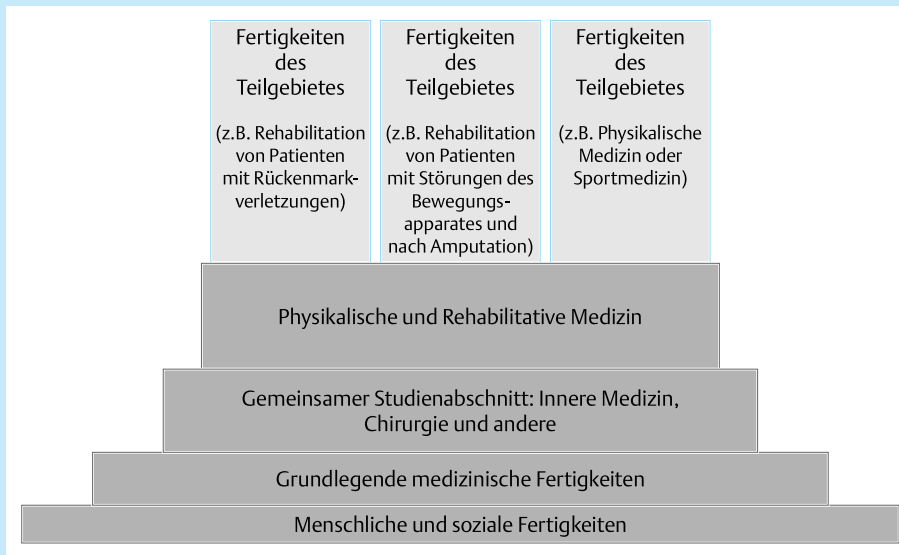 Fertigkeiten
des
Teilgebietes
(z.B. Rehabilitation
von Patienten
mit Rückenmark-
verletzungen)
Fertigkeiten
des
Teilgebietes
(z.B. Rehabilitation
von Patienten
mit Störungen des
Bewegungs-
apparates und
nach Amputation)
Fertigkeiten
des
Teilgebietes
(z.B. Physikalische
Medizin oder
Sportmedizin)
Physikalische und Rehabilitative Medizin
Gemeinsamer Studienabschnitt: Innere Medizin,
Chirurgie und andere
Grundlegende medizinische Fertigkeiten
Menschliche und soziale Fertigkeiten